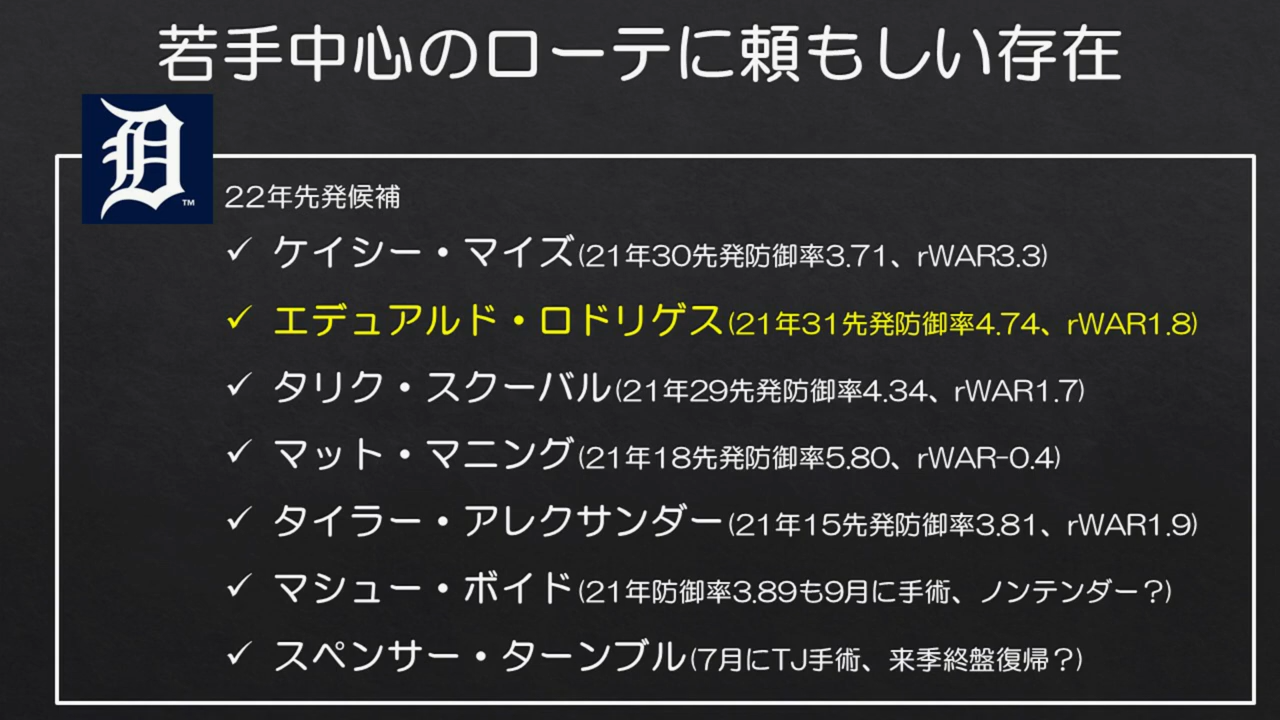 若手中心のローテに頼もしい存在
D
™
22年先発候補
✓ ケイシー・マイズ(21年30先発防御率3.71、rWAR3.3)
✓ エデュアルド・ロドリゲス(21年31先発防御率4.74、rWAR1.8)
✓ タリク・スクーバル(21年29先発防御率4.34、rWAR1.7)
✓ マット・マニング(21年18先発防御率5.80、rWAR-0.4)
✓ タイラー・アレクサンダー(21年15先発防御率3.81、rWAR1.9)
✓ マシュー・ボイド(21年防御率3.89も9月に手術、ノンテンダー？)
✓ スペンサー・ターンブル(7月にTJ手術、来季終盤復帰？)